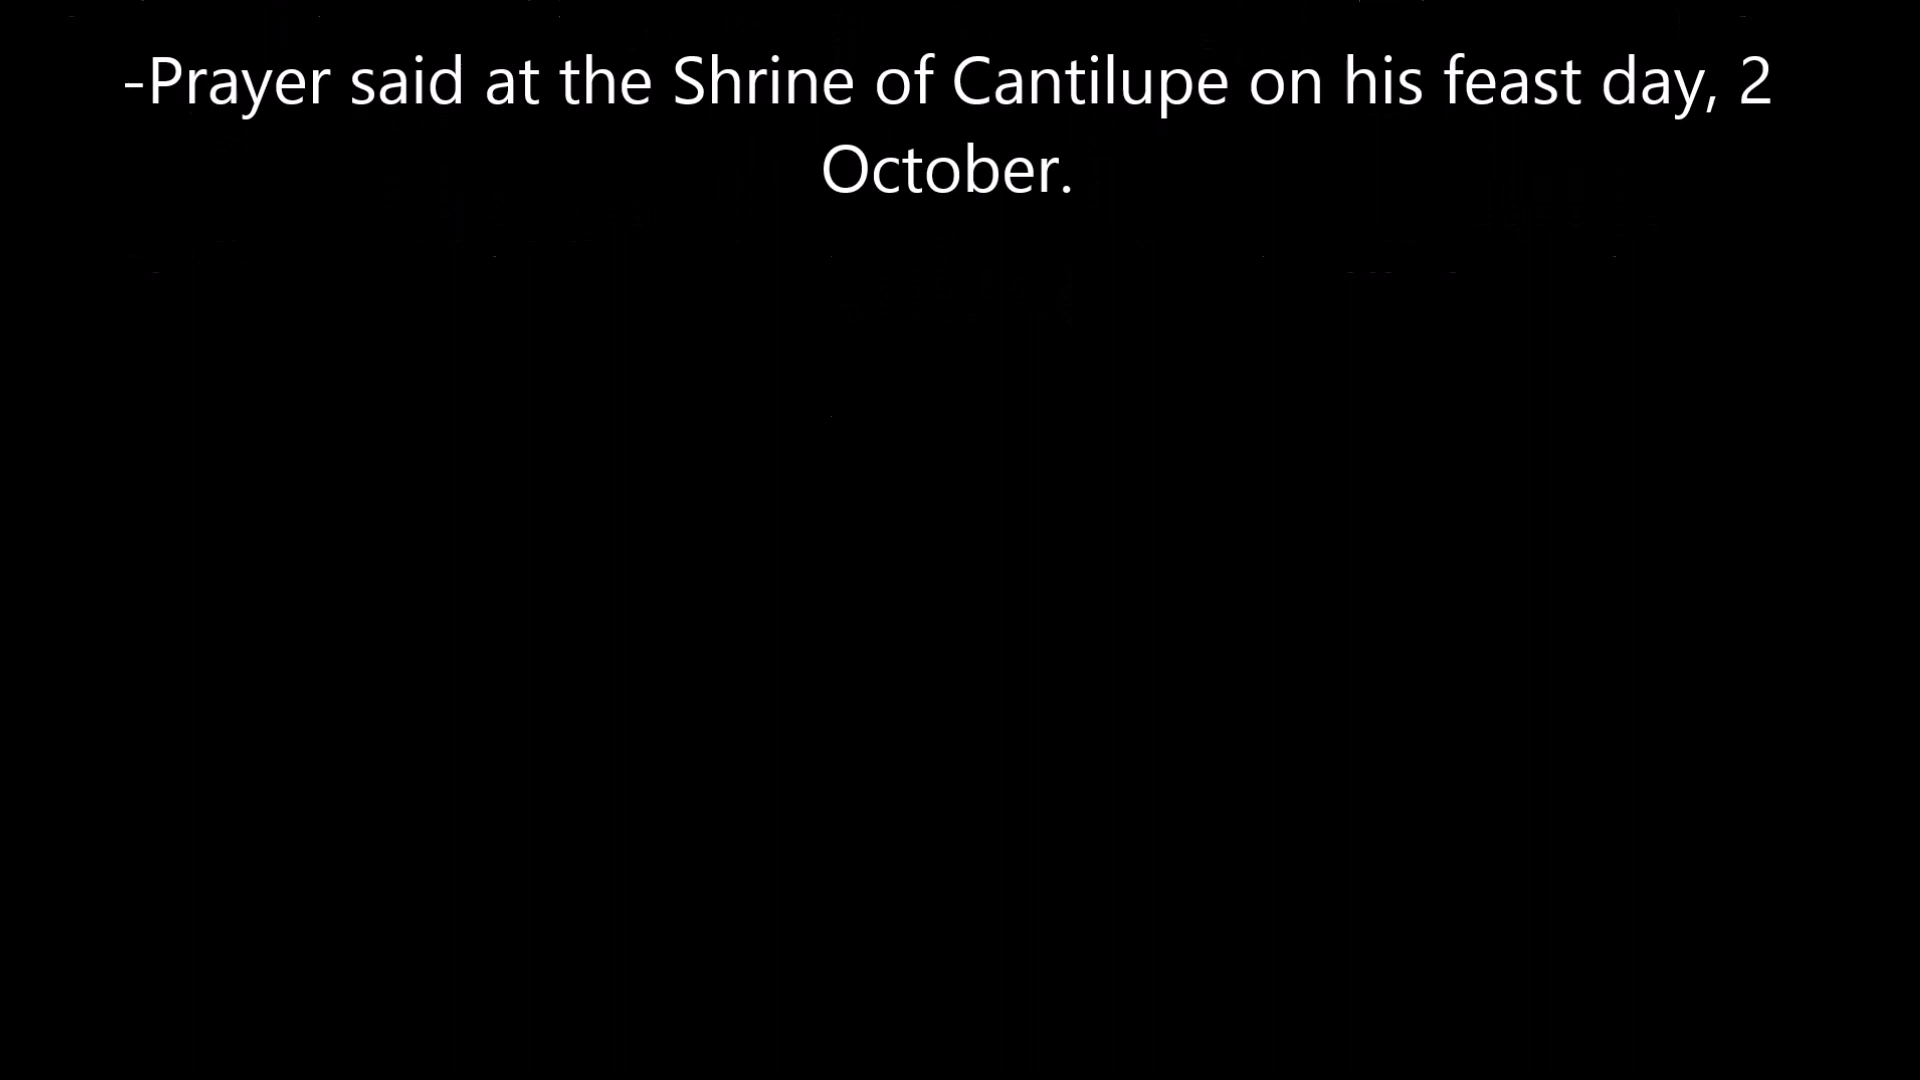 -Prayer said at the Shrine of Cantilupe on his feast day, 2
October.